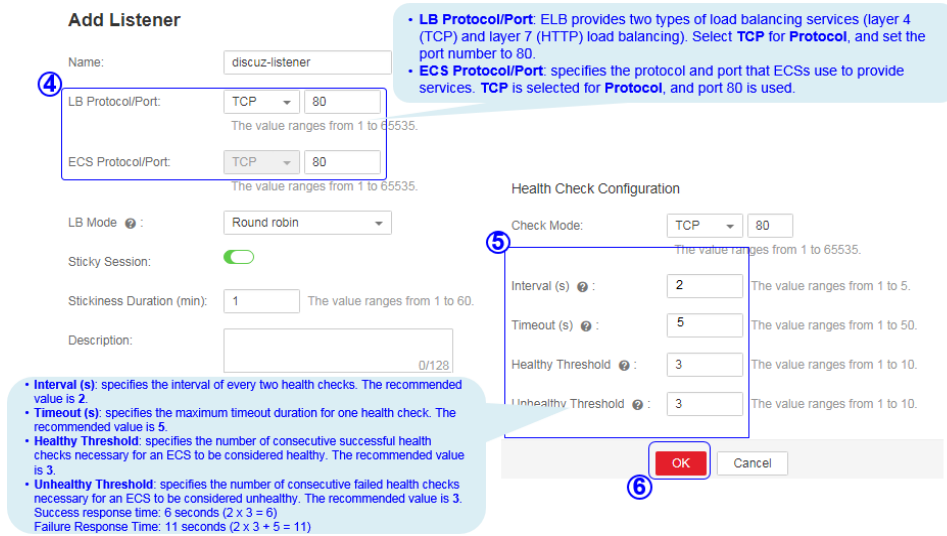 Add Listener
• LB Protocol/Port: ELB provides two types of load balancing services (layer 4
(TCP) and layer 7 (HTTP) load balancing). Select TCP for Protocol, and set the
port number to 80.
• ECS Protocol/Port: specifies the protocol and port that ECSs use to provide
services. TCP is selected for Protocol, and port 80 is used.
Name: discuz-listener
④
LB Protocol/Port: TCP 80
The value ranges from 1 to 65535.
ECS Protocol/Port: TCP 80
The value ranges from 1 to 65535.
LB Mode ? : Round robin
Sticky Session:
Stickiness Duration (min): 1 The value ranges from 1 to 60.
Description:
0/128
Health Check Configuration
Check Mode: TCP 80
The value ranges from 1 to 65535.
⑤
Interval (s) ? : 2 The value ranges from 1 to 5.
Timeout (s) ? : 5 The value ranges from 1 to 50.
Healthy Threshold ? : 3 The value ranges from 1 to 10.
Unhealthy Threshold ? : 3 The value ranges from 1 to 10.
• Interval (s): specifies the interval of every two health checks. The recommended
value is 2.
• Timeout (s): specifies the maximum timeout duration for one health check. The
recommended value is 5.
• Healthy Threshold: specifies the number of consecutive successful health
checks necessary for an ECS to be considered healthy. The recommended value
is 3.
• Unhealthy Threshold: specifies the number of consecutive failed health checks
necessary for an ECS to be considered unhealthy. The recommended value is 3.
Success response time: 6 seconds (2 x 3 = 6)
Failure Response Time: 11 seconds (2 x 3 + 5 = 11)
OK Cancel
⑥